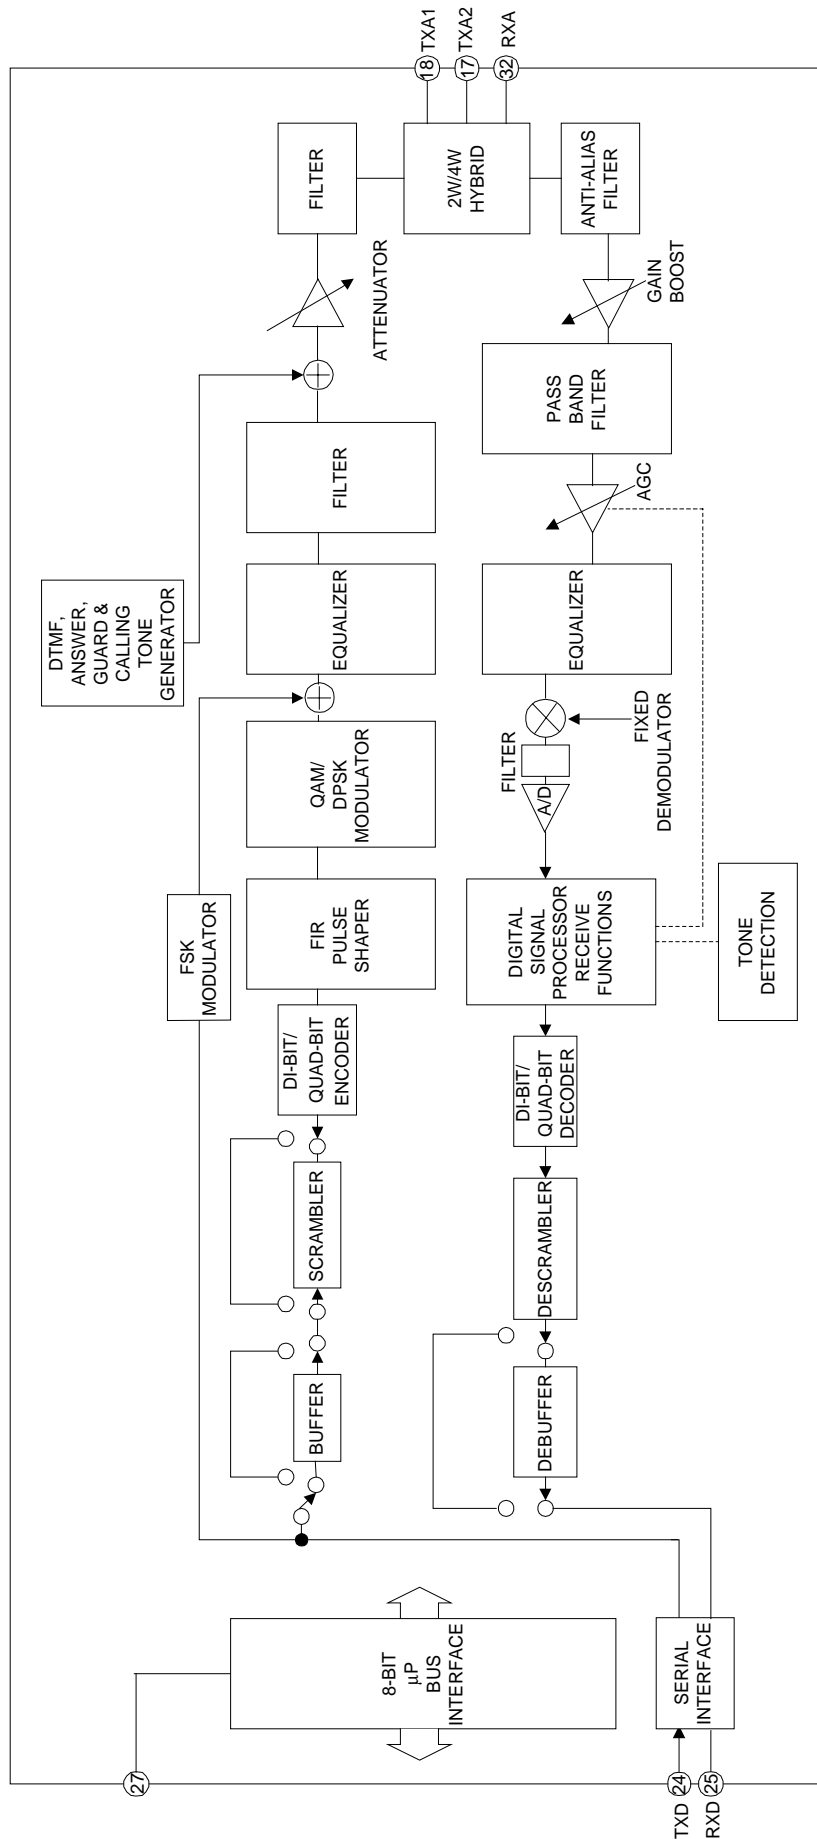 27
8-BIT
µP
BUS
INTERFACE
TXD
24
RXD
25
SERIAL
INTERFACE
DTMF,
ANSWER,
GUARD &
CALLING
TONE
GENERATOR
FSK
MODULATOR
BUFFER
SCRAMBLER
DI-BIT/
QUAD-BIT
ENCODER
FIR
PULSE
SHAPER
QAM/
DPSK
MODULATOR
EQUALIZER
FILTER
ATTENUATOR
FILTER
2W/4W
HYBRID
18
TXA1
17
TXA2
32
RXA
DEBUFFER
DESCRAMBLER
DI-BIT/
QUAD-BIT
DECODER
DIGITAL
SIGNAL
PROCESSOR
RECEIVE
FUNCTIONS
A/D
FILTER
FIXED
DEMODULATOR
EQUALIZER
AGC
PASS
BAND
FILTER
GAIN
BOOST
ANTI-ALIAS
FILTER
TONE
DETECTION